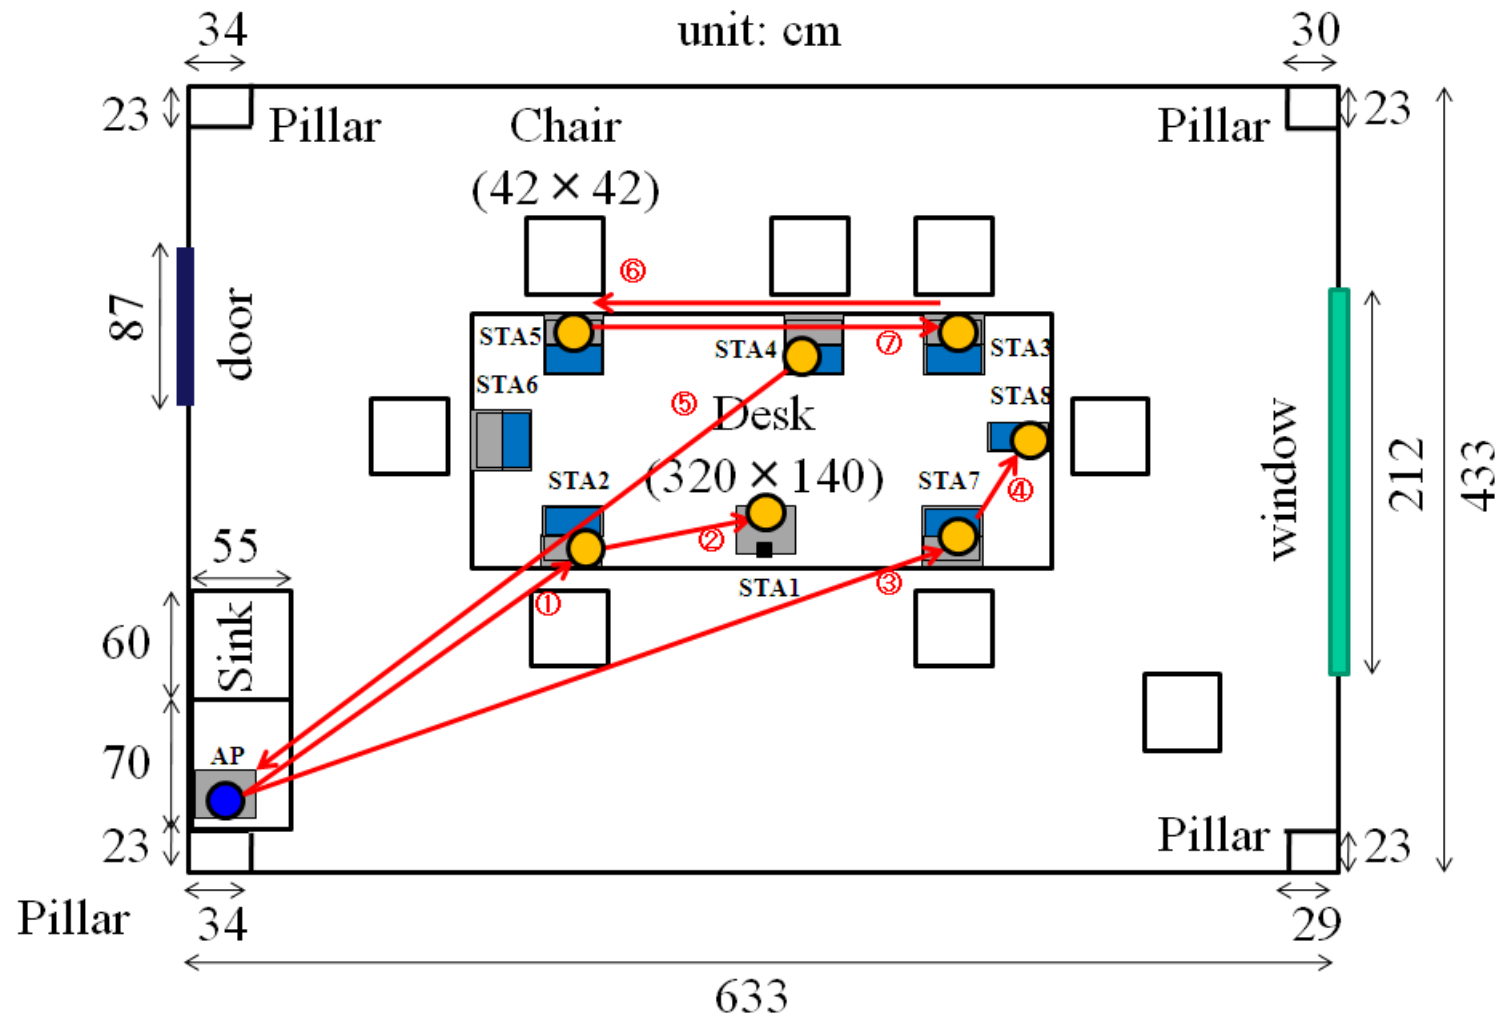 34
unit: cm
30
23
Pillar
Chair
Pillar
23
(42×42)
⑥
87
door
STA5
STA4
⑦
STA3
STA6
⑤
Desk
STA8
window
212
433
STA2
(320×140)
STA7
④
②
55
①
STA1
③
60
Sink
70
AP
23
Pillar
23
Pillar
34
29
633